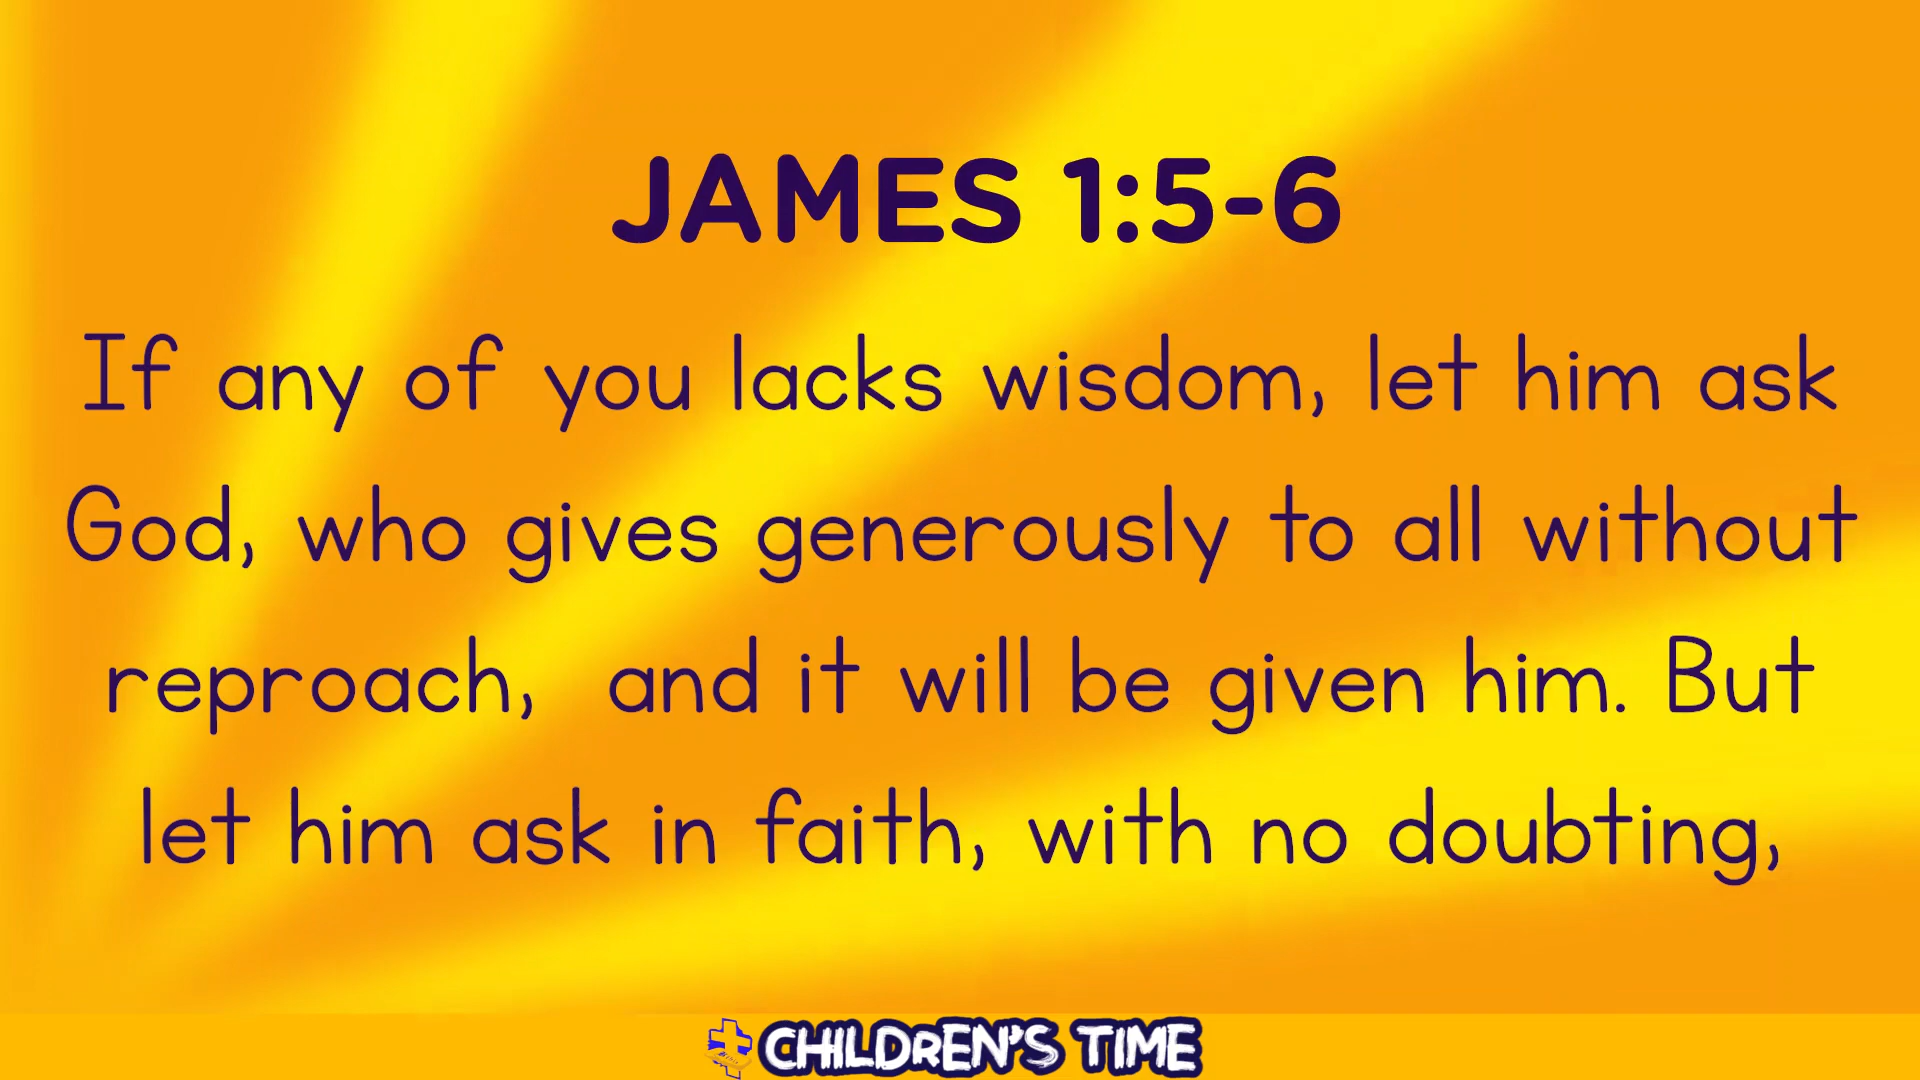 JAMES 1:5-6
If any of you lacks wisdom, let him ask
God, who gives generously to all without
reproach,  and it will be given him. But
let him ask in faith, with no doubting,
CHILDREN'S TIME